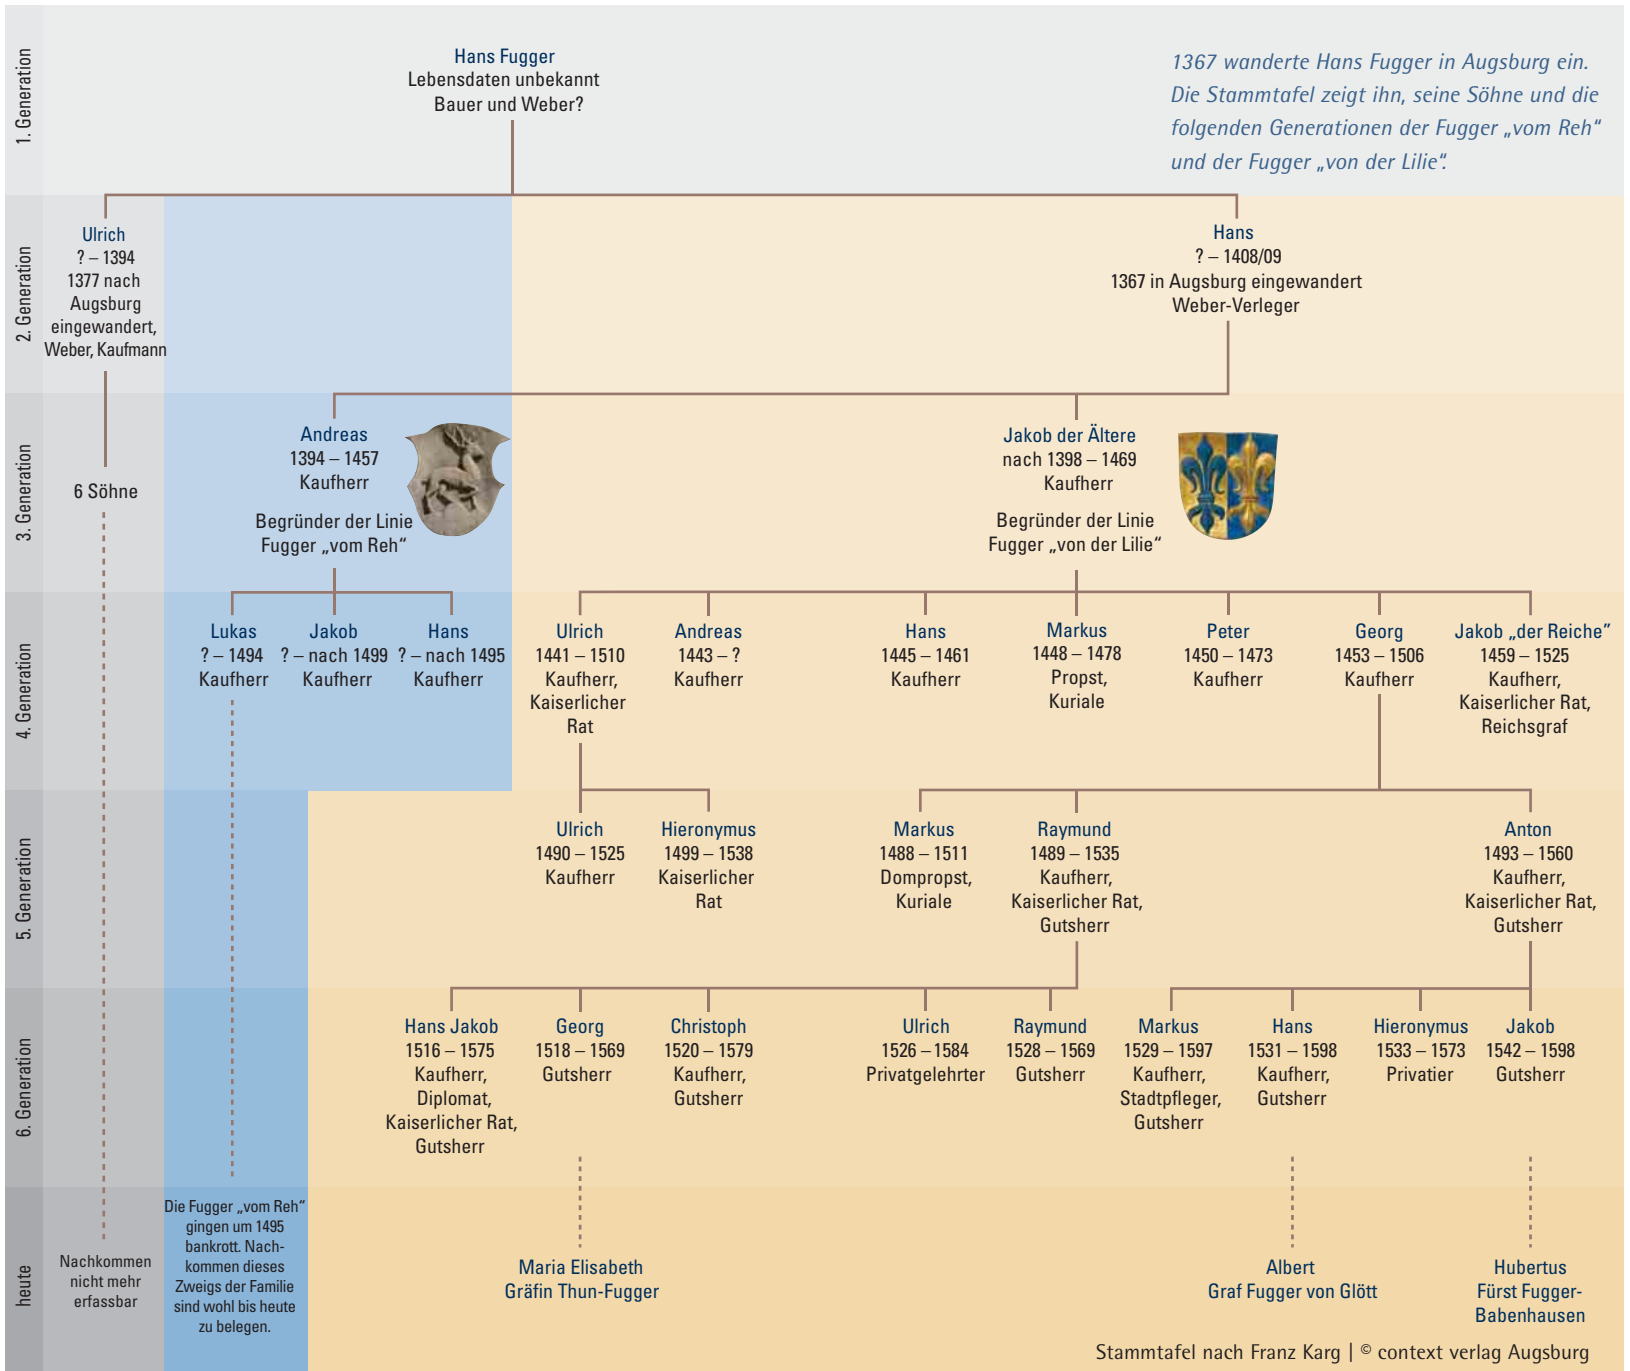 1. Generation
Hans Fugger
Lebensdaten unbekannt
Bauer und Weber?
1367 wanderte Hans Fugger in Augsburg ein.
Die Stammtafel zeigt ihn, seine Söhne und die
folgenden Generationen der Fugger „vom Reh“
und der Fugger „von der Lilie“.
2. Generation
Ulrich
? – 1394
1377 nach
Augsburg
eingewandert,
Weber, Kaufmann
Hans
? – 1408/09
1367 in Augsburg eingewandert
Weber-Verleger
3. Generation
6 Söhne
Andreas
1394 – 1457
Kaufherr
Begründer der Linie
Fugger „vom Reh“
Jakob der Ältere
nach 1398 – 1469
Kaufherr
Begründer der Linie
Fugger „von der Lilie“
4. Generation
Lukas
? – 1494
Kaufherr
Jakob
? – nach 1499
Kaufherr
Hans
? – nach 1495
Kaufherr
Ulrich
1441 – 1510
Kaufherr,
Kaiserlicher
Rat
Andreas
1443 – ?
Kaufherr
Hans
1445 – 1461
Kaufherr
Markus
1448 – 1478
Propst,
Kuriale
Peter
1450 – 1473
Kaufherr
Georg
1453 – 1506
Kaufherr
Jakob „der Reiche“
1459 – 1525
Kaufherr,
Kaiserlicher Rat,
Reichsgraf
5. Generation
Ulrich
1490 – 1525
Kaufherr
Hieronymus
1499 – 1538
Kaiserlicher
Rat
Markus
1488 – 1511
Dompropst,
Kuriale
Raymund
1489 – 1535
Kaufherr,
Kaiserlicher Rat,
Gutsherr
Anton
1493 – 1560
Kaufherr,
Kaiserlicher Rat,
Gutsherr
6. Generation
Hans Jakob
1516 – 1575
Kaufherr,
Diplomat,
Kaiserlicher Rat,
Gutsherr
Georg
1518 – 1569
Gutsherr
Christoph
1520 – 1579
Kaufherr,
Gutsherr
Ulrich
1526 – 1584
Privatgelehrter
Raymund
1528 – 1569
Gutsherr
Markus
1529 – 1597
Kaufherr,
Stadtpfleger,
Gutsherr
Hans
1531 – 1598
Kaufherr,
Gutsherr
Hieronymus
1533 – 1573
Privatier
Jakob
1542 – 1598
Gutsherr
heute
Nachkommen
nicht mehr
erfassbar
Die Fugger „vom Reh“
gingen um 1495
bankrott. Nach-
kommen dieses
Zweigs der Familie
sind wohl bis heute
zu belegen.
Maria Elisabeth
Gräfin Thun-Fugger
Albert
Graf Fugger von Glött
Hubertus
Fürst Fugger-
Babenhausen
Stammtafel nach Franz Karg | © context verlag Augsburg